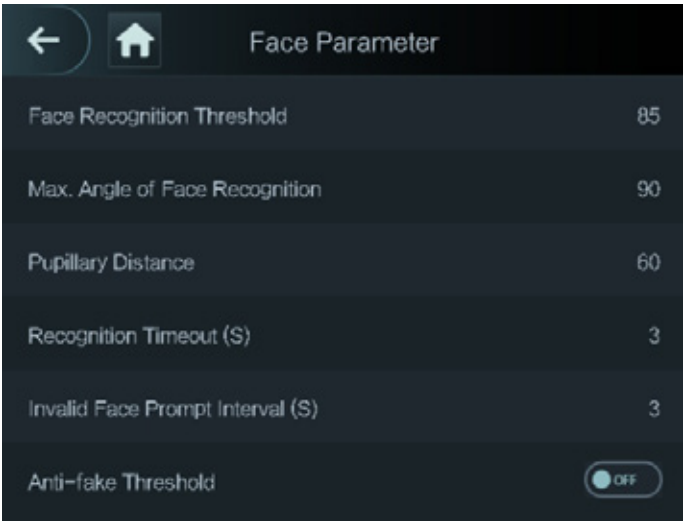 Face Parameter
Face Recognition Threshold 85
Max. Angle of Face Recognition 90
Pupillary Distance 60
Recognition Timeout (S) 3
Invalid Face Prompt Interval (S) 3
Anti-fake Threshold OFF